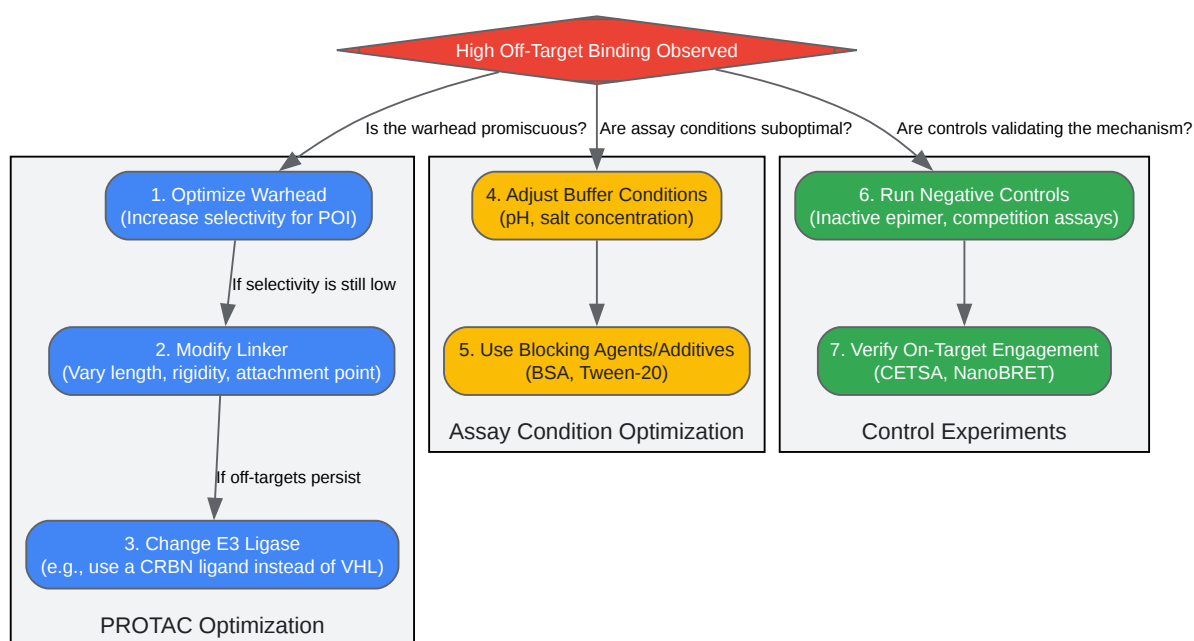 High Off-Target Binding Observed
Is the warhead promiscuous?
Are assay conditions suboptimal?
Are controls validating the mechanism?
1. Optimize Warhead
(Increase selectivity for POI)
If selectivity is still low
2. Modify Linker
(Vary length, rigidity, attachment point)
If off-targets persist
3. Change E3 Ligase
(e.g., use a CRBN ligand instead of VHL)
PROTAC Optimization
4. Adjust Buffer Conditions
(pH, salt concentration)
5. Use Blocking Agents/Additives
(BSA, Tween-20)
Assay Condition Optimization
6. Run Negative Controls
(Inactive epimer, competition assays)
7. Verify On-Target Engagement
(CETSA, NanoBRET)
Control Experiments